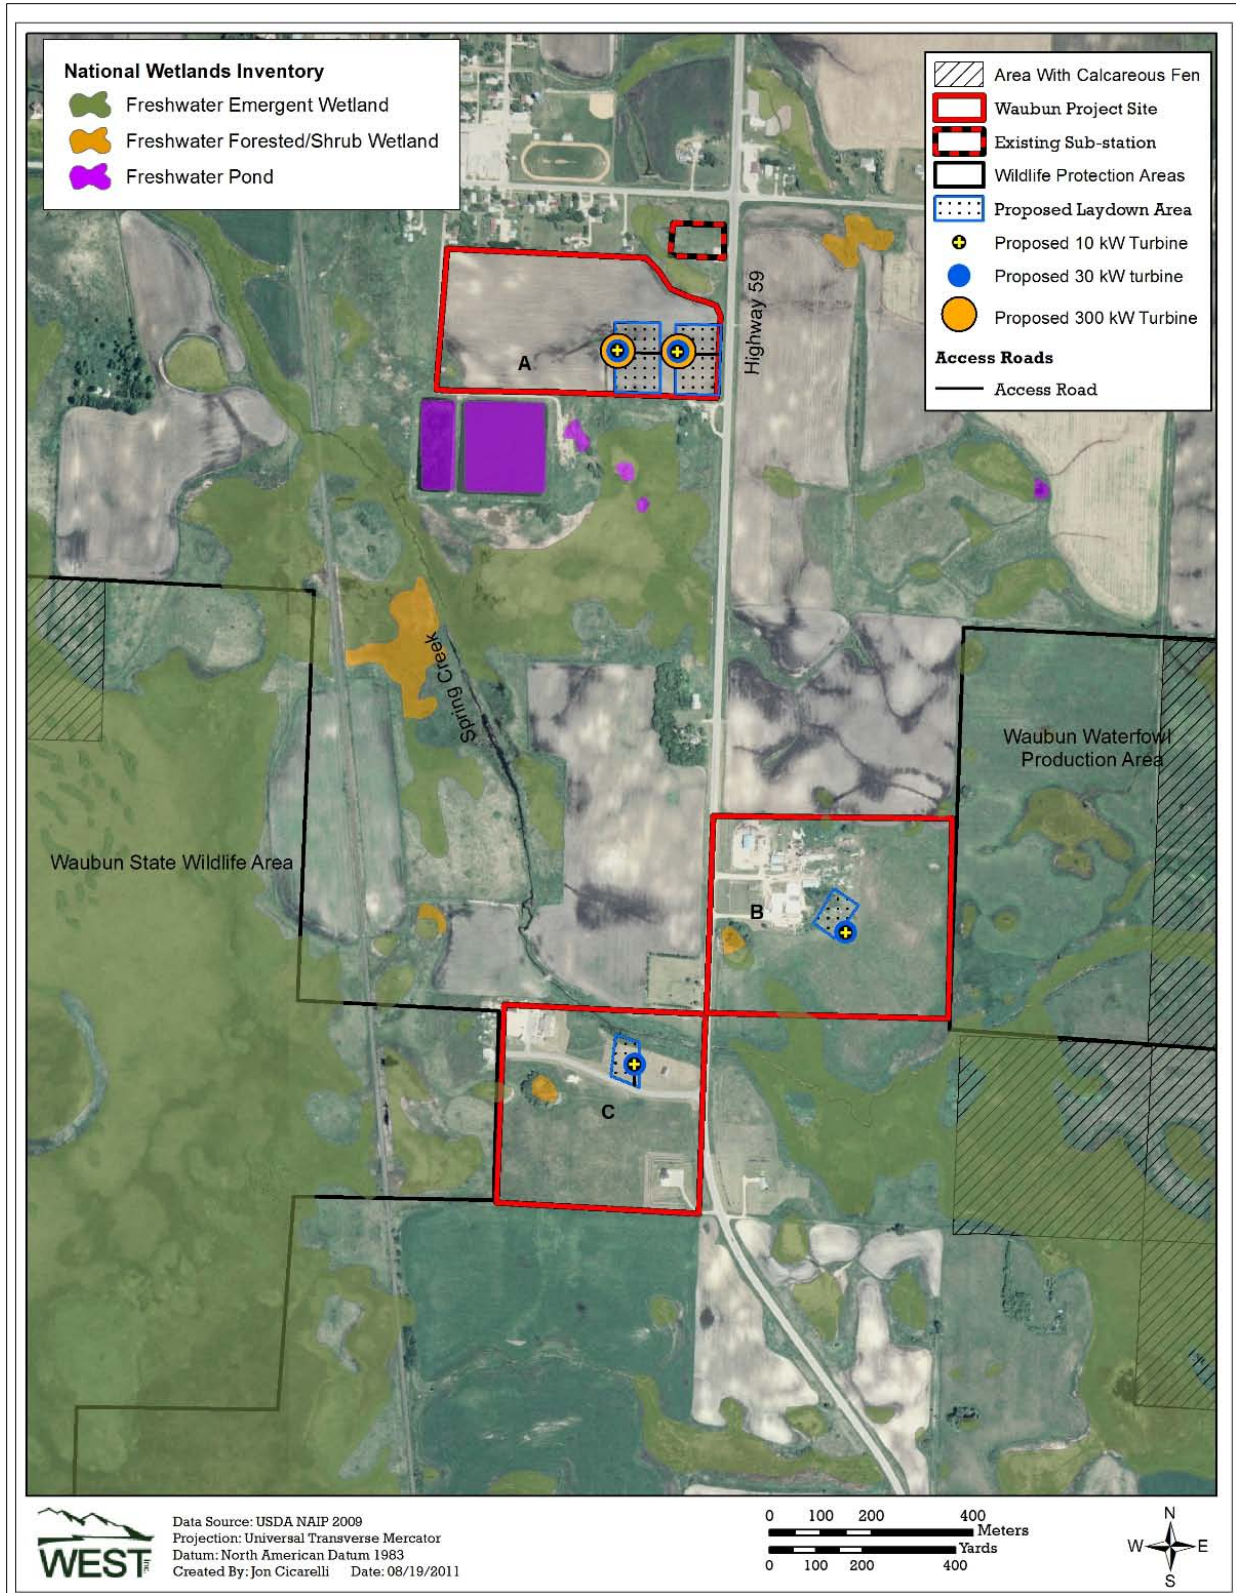 National Wetlands Inventory
Freshwater Emergent Wetland
Freshwater Forested/Shrub Wetland
Freshwater Pond
Area With Calcareous Fen
Waubun Project Site
Existing Sub-station
Wildlife Protection Areas
Proposed Laydown Area
Proposed 10 kW Turbine
Proposed 30 kW turbine
Proposed 300 kW Turbine
Access Roads
Access Road
Highway 59
A
Spring Creek
Waubun Waterfowl
Production Area
Waubun State Wildlife Area
B
C
WEST Inc.
Data Source: USDA NAIP 2009
Projection: Universal Transverse Mercator
Datum: North American Datum 1983
Created By: Jon Cicarelli Date: 08/19/2011
0 100 200 400
Meters
Yards
0 100 200 400
N
W E
S